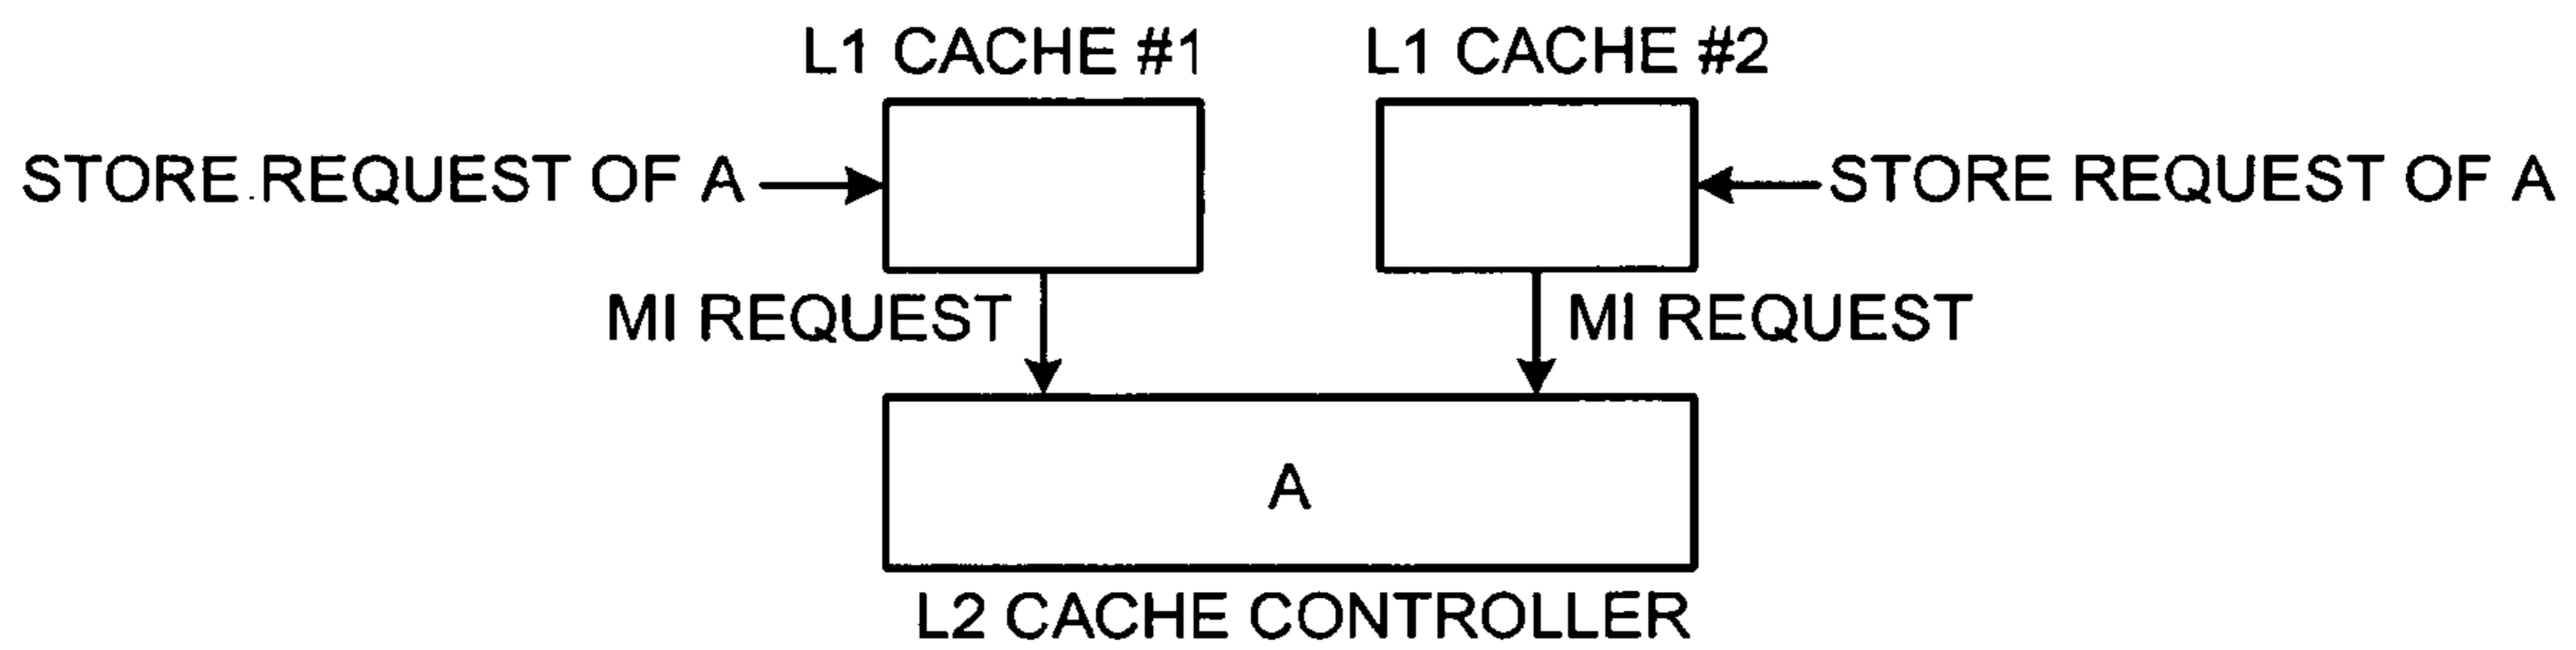 L1 CACHE #1
L1 CACHE #2
STORE REQUEST OF A
STORE REQUEST OF A
MI REQUEST
MI REQUEST
A
L2 CACHE CONTROLLER